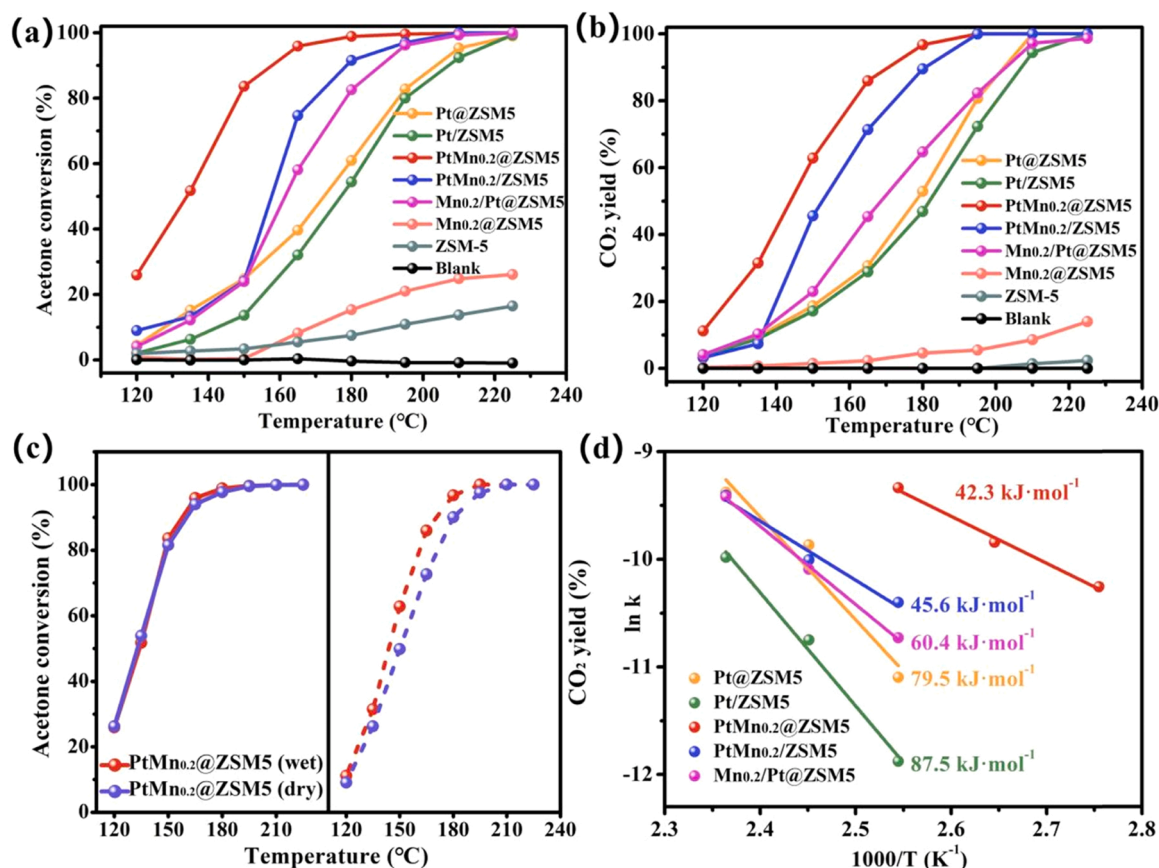 (a)
Acetone conversion (%)
100
80
60
40
20
0
Pt@ZSM5
Pt/ZSM5
PtMn0.2@ZSM5
PtMn0.2/ZSM5
Mn0.2/Pt@ZSM5
Mn0.2@ZSM5
ZSM-5
Blank
120 140 160 180 200 220 240
Temperature (°C)
(b)
CO2 yield (%)
100
80
60
40
20
0
Pt@ZSM5
Pt/ZSM5
PtMn0.2@ZSM5
PtMn0.2/ZSM5
Mn0.2/Pt@ZSM5
Mn0.2@ZSM5
ZSM-5
Blank
120 140 160 180 200 220 240
Temperature (°C)
(c)
Acetone conversion (%)
100
80
60
40
20
0
PtMn0.2@ZSM5 (wet)
PtMn0.2@ZSM5 (dry)
120 150 180 210 120 150 180 210 240
Temperature (°C)
CO2 yield (%)
(d)
ln k
-9
-10
-11
-12
42.3 kJ·mol-1
45.6 kJ·mol-1
60.4 kJ·mol-1
79.5 kJ·mol-1
87.5 kJ·mol-1
Pt@ZSM5
Pt/ZSM5
PtMn0.2@ZSM5
PtMn0.2/ZSM5
Mn0.2/Pt@ZSM5
2.3 2.4 2.5 2.6 2.7 2.8
1000/T (K-1)